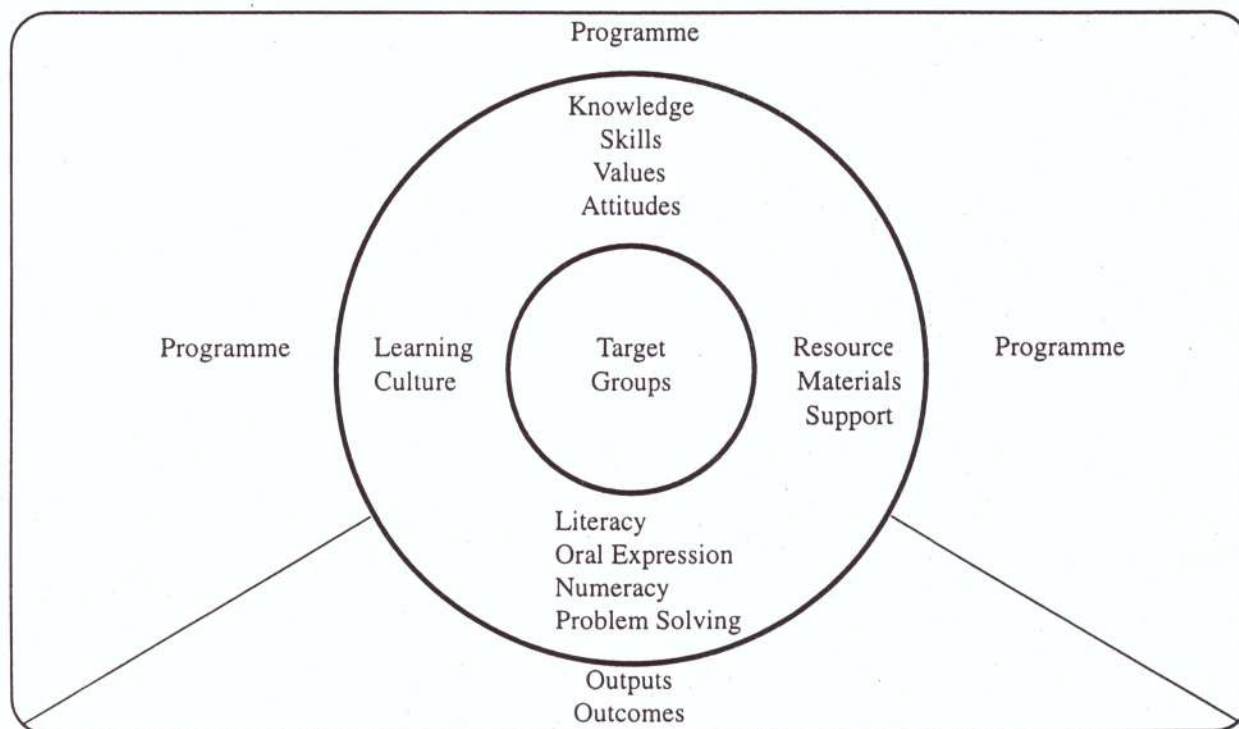 Programme
Knowledge
Skills
Values
Attitudes
Programme
Learning
Culture
Target
Groups
Resource
Materials
Support
Programme
Literacy
Oral Expression
Numeracy
Problem Solving
Outputs
Outcomes